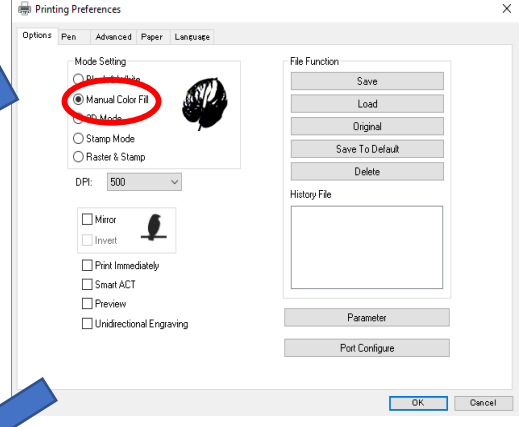 Printing Preferences
Options Pen Advanced Paper Language
Mode Setting
Manual Color Fill
3D Mode
Stamp Mode
Raster & Stamp
DPI: 500
Mirror
Invert
Print Immediately
Smart ACT
Preview
Unidirectional Engraving
File Function
Save
Load
Original
Save To Default
Delete
History File
Parameter
Port Configure
OK Cancel